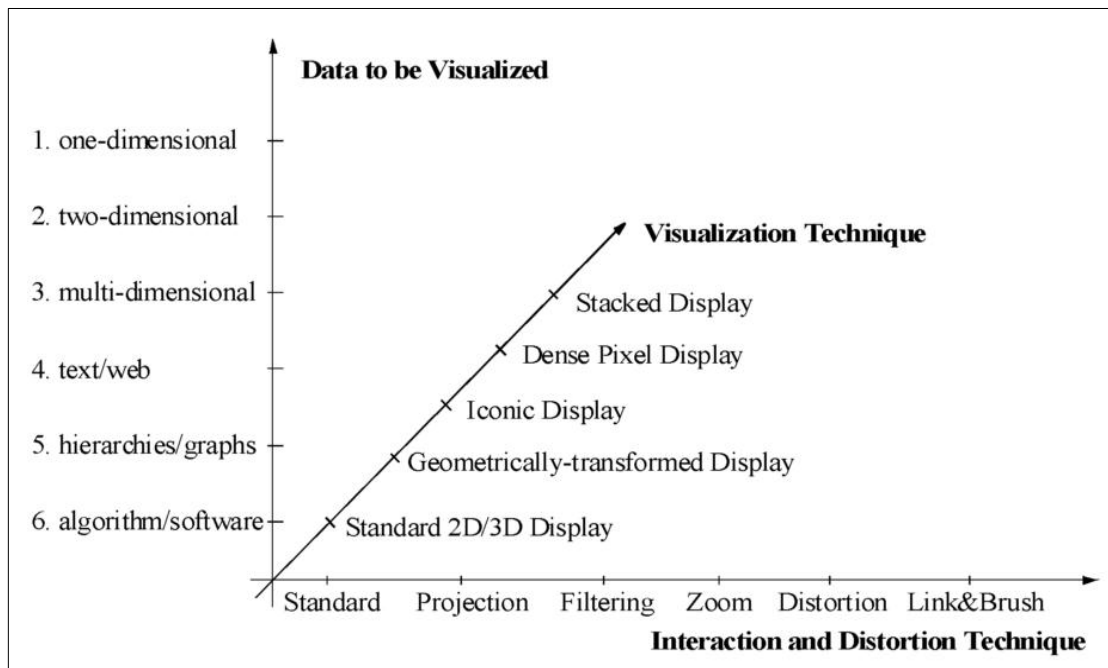 Data to be Visualized
1. one-dimensional
2. two-dimensional
Visualization Technique
3. multi-dimensional
Stacked Display
Dense Pixel Display
4. text/web
Iconic Display
5. hierarchies/graphs
Geometrically-transformed Display
6. algorithm/software
Standard 2D/3D Display
Standard Projection Filtering Zoom Distortion Link&Brush
Interaction and Distortion Technique